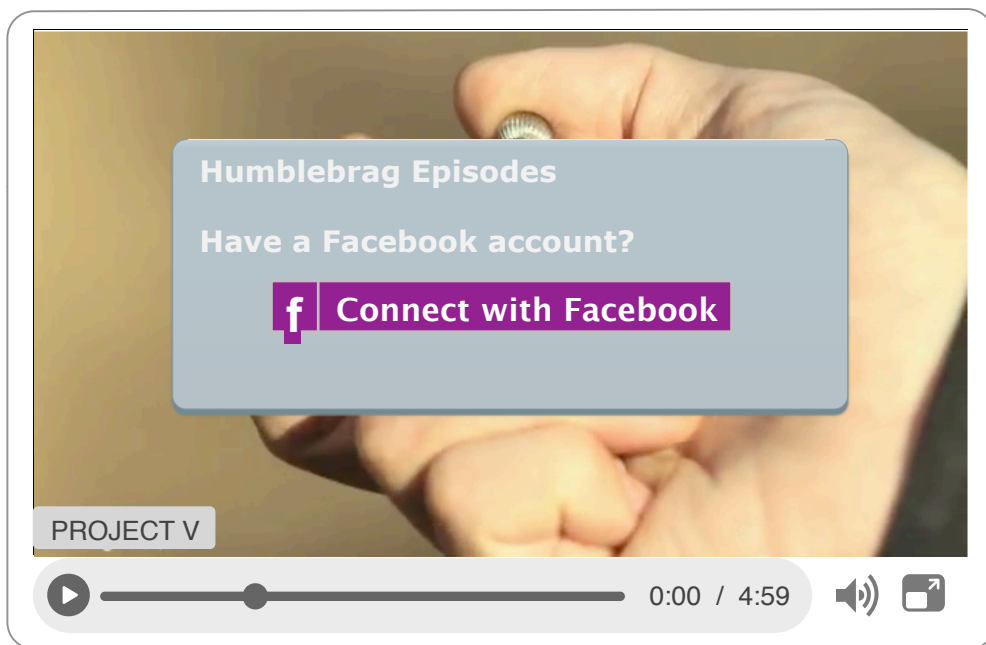 Humblebrag Episodes
Have a Facebook account?
f Connect with Facebook
PROJECT V
0:00 / 4:59